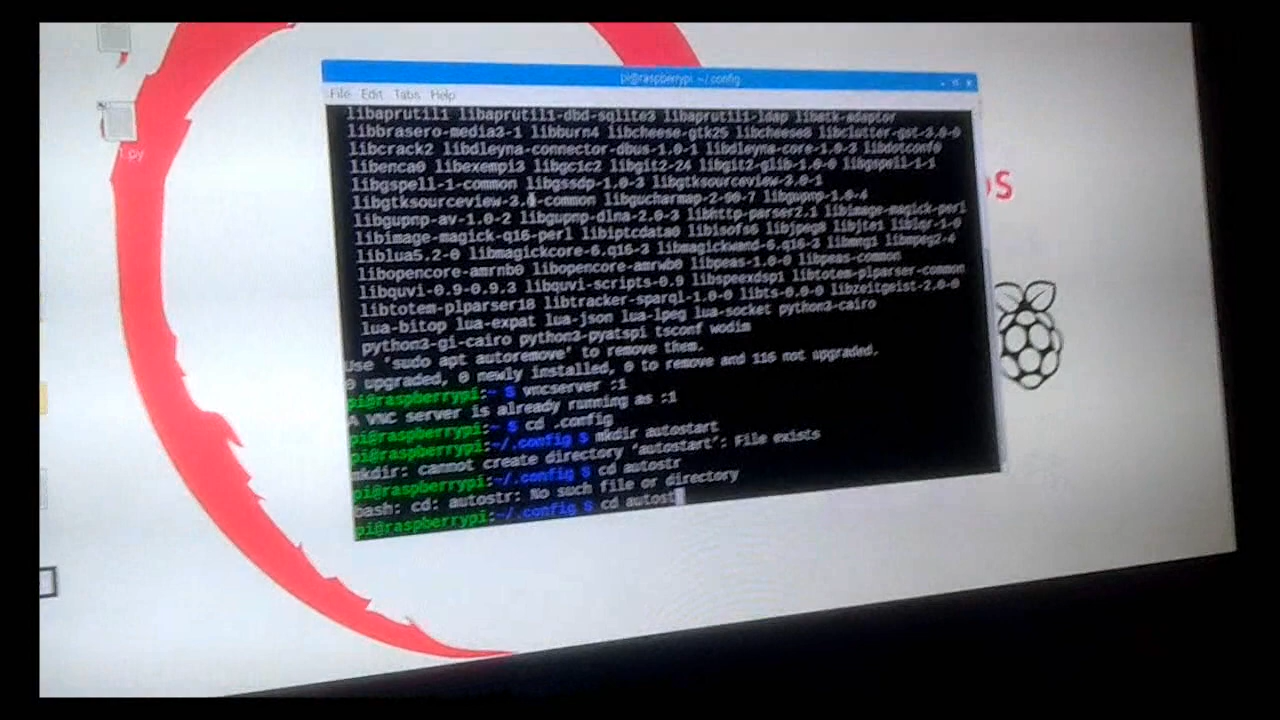 pi@raspberrypi: ~/.config
File Edit Tabs Help
libaprutil1 libaprutil1-dbd-sqlite3 libaprutil1-ldap libatk-adaptor
libbrasero-media3-1 libburn4 libcheese-gtk25 libcheese8 libclutter-gst-3.0-0
libcrack2 libdleyna-connector-dbus-1.0-1 libdleyna-core-1.0-3 libdotconf0
libenca0 libexempi3 libgc1c2 libgit2-24 libgit2-glib-1.0-0 libgspell-1-1
libgspell-1-common libgssdp-1.0-3 libgtksourceview-3.0-1
libgtksourceview-3.0-common libgucharmap-2-90-7 libgupnp-1.0-4
libgupnp-av-1.0-2 libgupnp-dlna-2.0-3 libhttp-parser2.1 libimage-magick-perl
libimage-magick-q16-perl libiptcdata0 libisofs6 libjpeg8 libjte1 liblqr-1-0
liblua5.2-0 libmagickcore-6.q16-3 libmagickwand-6.q16-3 libmng1 libmpeg2-4
libopencore-amrnb0 libopencore-amrwb0 libpeas-1.0-0 libpeas-common
libquvi-0.9-0.9.3 libquvi-scripts-0.9 libspeexdsp1 libtotem-plparser-common
libtotem-plparser18 libtracker-sparql-1.0-0 libts-0.0-0 libzeitgeist-2.0-0
lua-bitop lua-expat lua-json lua-lpeg lua-socket python3-cairo
python3-gi-cairo python3-pyatspi tsconf wodim
Use 'sudo apt autoremove' to remove them.
0 upgraded, 0 newly installed, 0 to remove and 116 not upgraded.
pi@raspberrypi:~ $ vncserver :1
A VNC server is already running as :1
pi@raspberrypi:~ $ cd .config
pi@raspberrypi:~/.config $ mkdir autostart
mkdir: cannot create directory ‘autostart’: File exists
pi@raspberrypi:~/.config $ cd autostr
bash: cd: autostr: No such file or directory
pi@raspberrypi:~/.config $ cd autost
1.py
OS